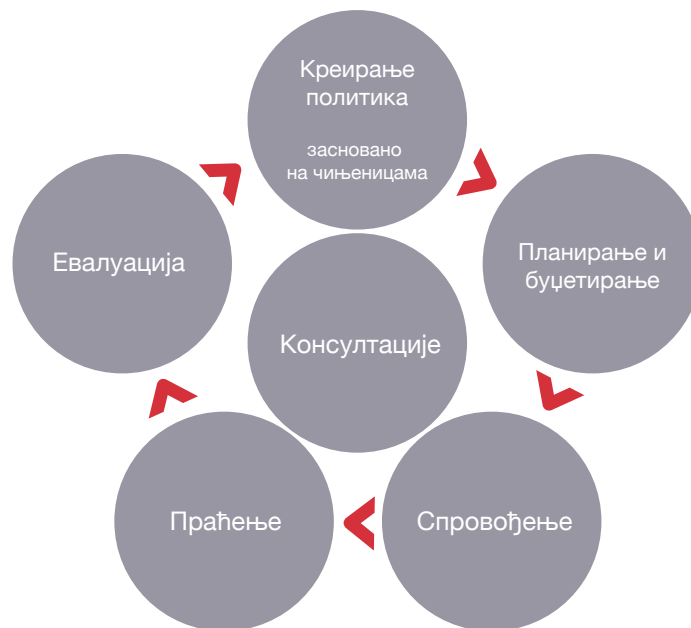 Креирање
политика
засновано
на чињеницама
Планирање и
буџетирање
Спровођење
Праћење
Евалуација
Консултације